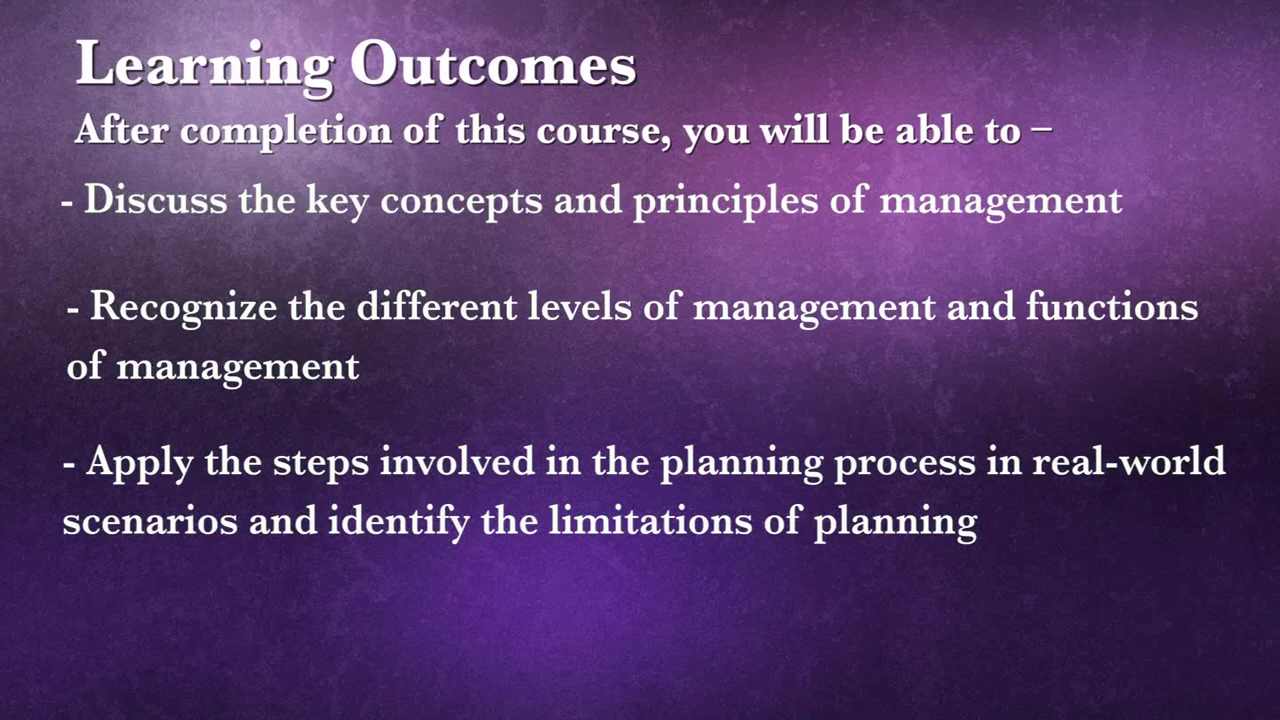 Learning Outcomes
After completion of this course, you will be able to –
- Discuss the key concepts and principles of management
- Recognize the different levels of management and functions
of management
- Apply the steps involved in the planning process in real-world
scenarios and identify the limitations of planning